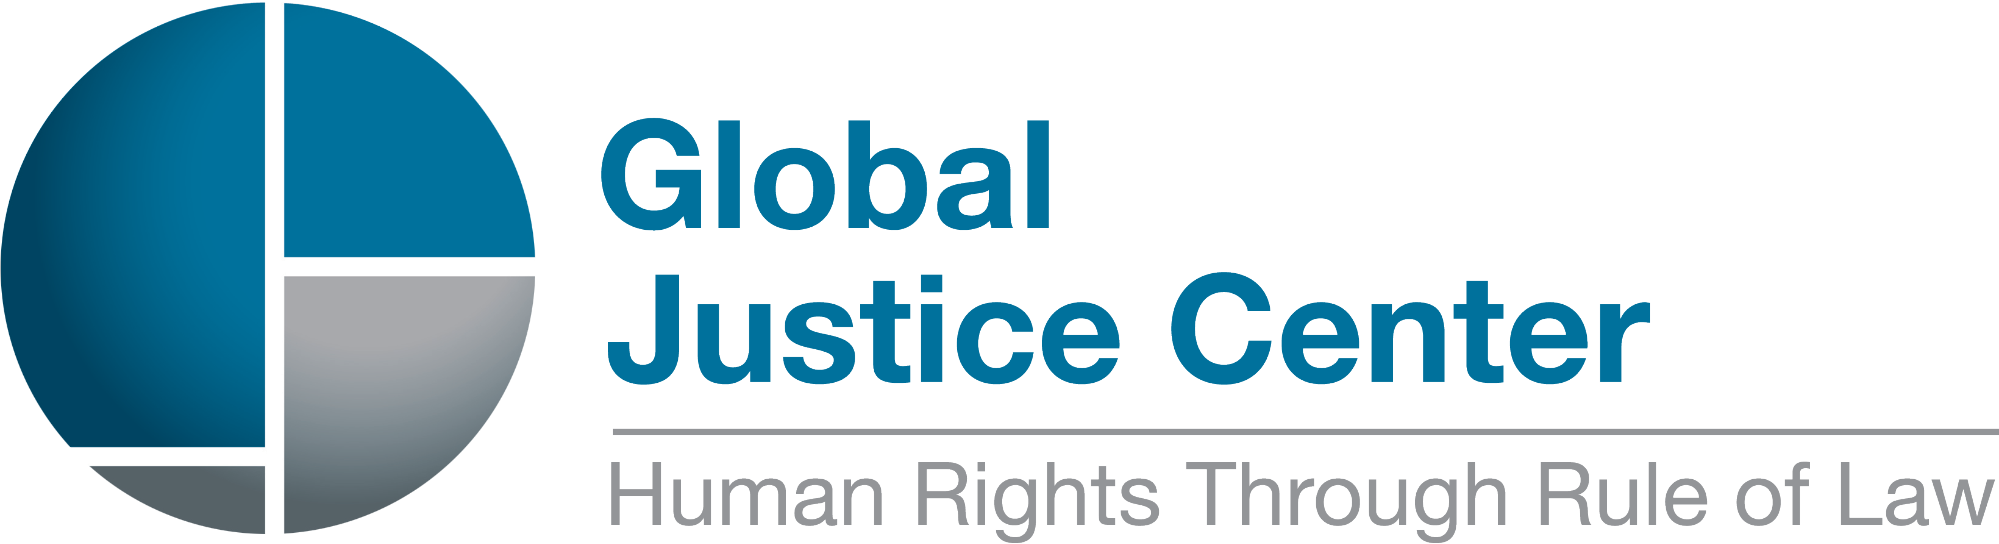 Global
Justice Center
Human Rights Through Rule of Law